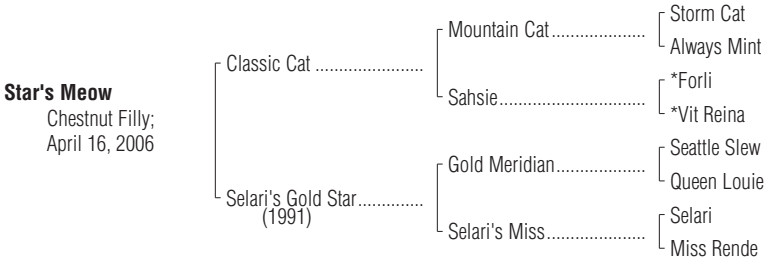 Star's Meow
Chestnut Filly;
April 16, 2006
Classic Cat ........................
Selari's Gold Star..............
(1991)
Mountain Cat.....................
Sahsie................................
Gold Meridian....................
Selari's Miss......................
Storm Cat
Always Mint
*Forli
*Vit Reina
Seattle Slew
Queen Louie
Selari
Miss Rende